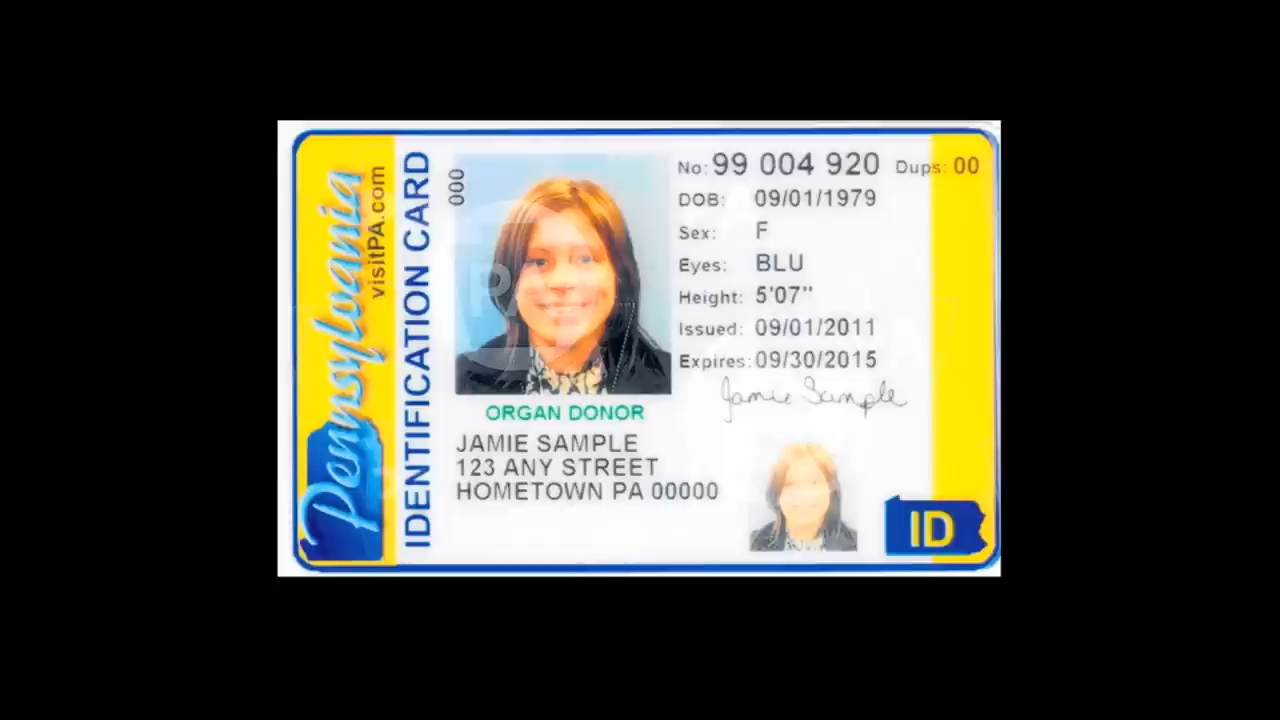 Pennsylvania
visitPA.com
IDENTIFICATION CARD
000
No: 99 004 920 Dups: 00
DOB: 09/01/1979
Sex: F
Eyes: BLU
Height: 5'07"
Issued: 09/01/2011
Expires: 09/30/2015
Jamie Sample
ORGAN DONOR
JAMIE SAMPLE
123 ANY STREET
HOMETOWN PA 00000
ID